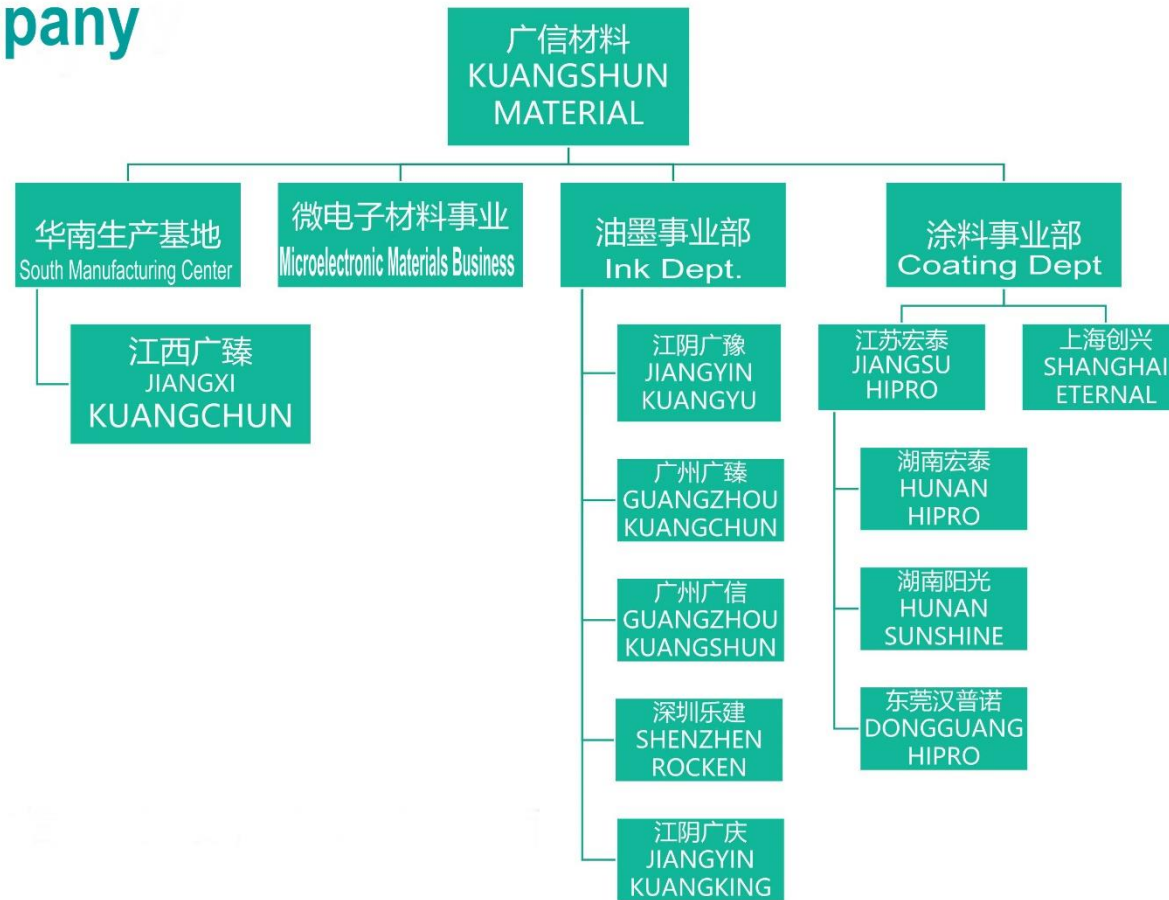 pany
广信材料
KUANGSHUN
MATERIAL
华南生产基地
South Manufacturing Center
微电子材料事业
Microelectronic Materials Business
油墨事业部
Ink Dept.
涂料事业部
Coating Dept
江西广臻
JIANGXI
KUANGCHUN
江阴广豫
JIANGYIN
KUANGYU
广州广臻
GUANGZHOU
KUANGCHUN
广州广信
GUANGZHOU
KUANGSHUN
深圳乐建
SHENZHEN
ROCKEN
江阴广庆
JIANGYIN
KUANGKING
江苏宏泰
JIANGSU
HIPRO
上海创兴
SHANGHAI
ETERNAL
湖南宏泰
HUNAN
HIPRO
湖南阳光
HUNAN
SUNSHINE
东莞汉普诺
DONGGUANG
HIPRO